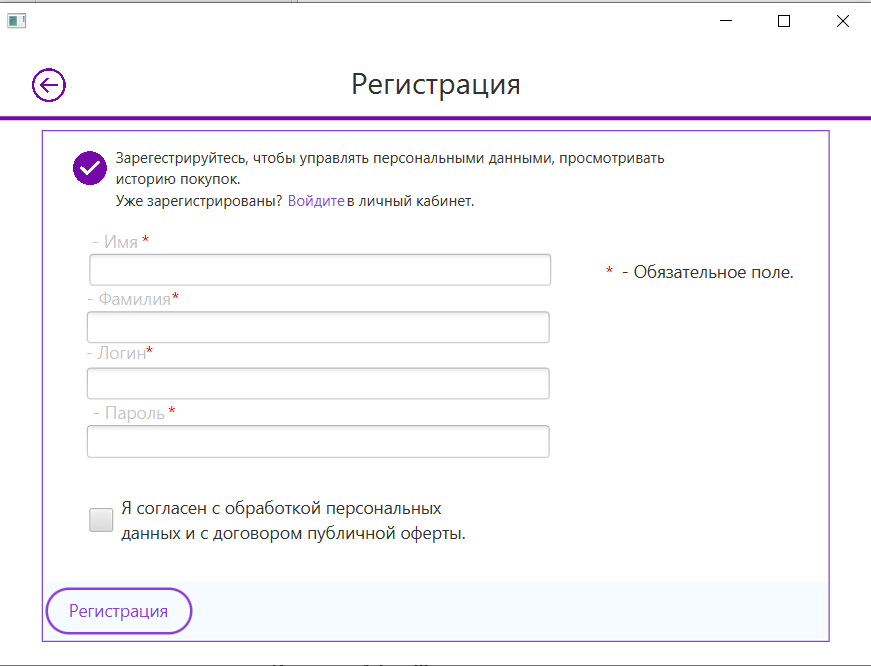 Регистрация
Зарегестрируйтесь, чтобы управлять персональными данными, просмотривать
историю покупок.
Уже зарегистрированы? Войдите в личный кабинет.
- Имя *
* - Обязательное поле.
- Фамилия*
- Логин*
- Пароль *
Я согласен с обработкой персональных
данных и с договором публичной оферты.
Регистрация